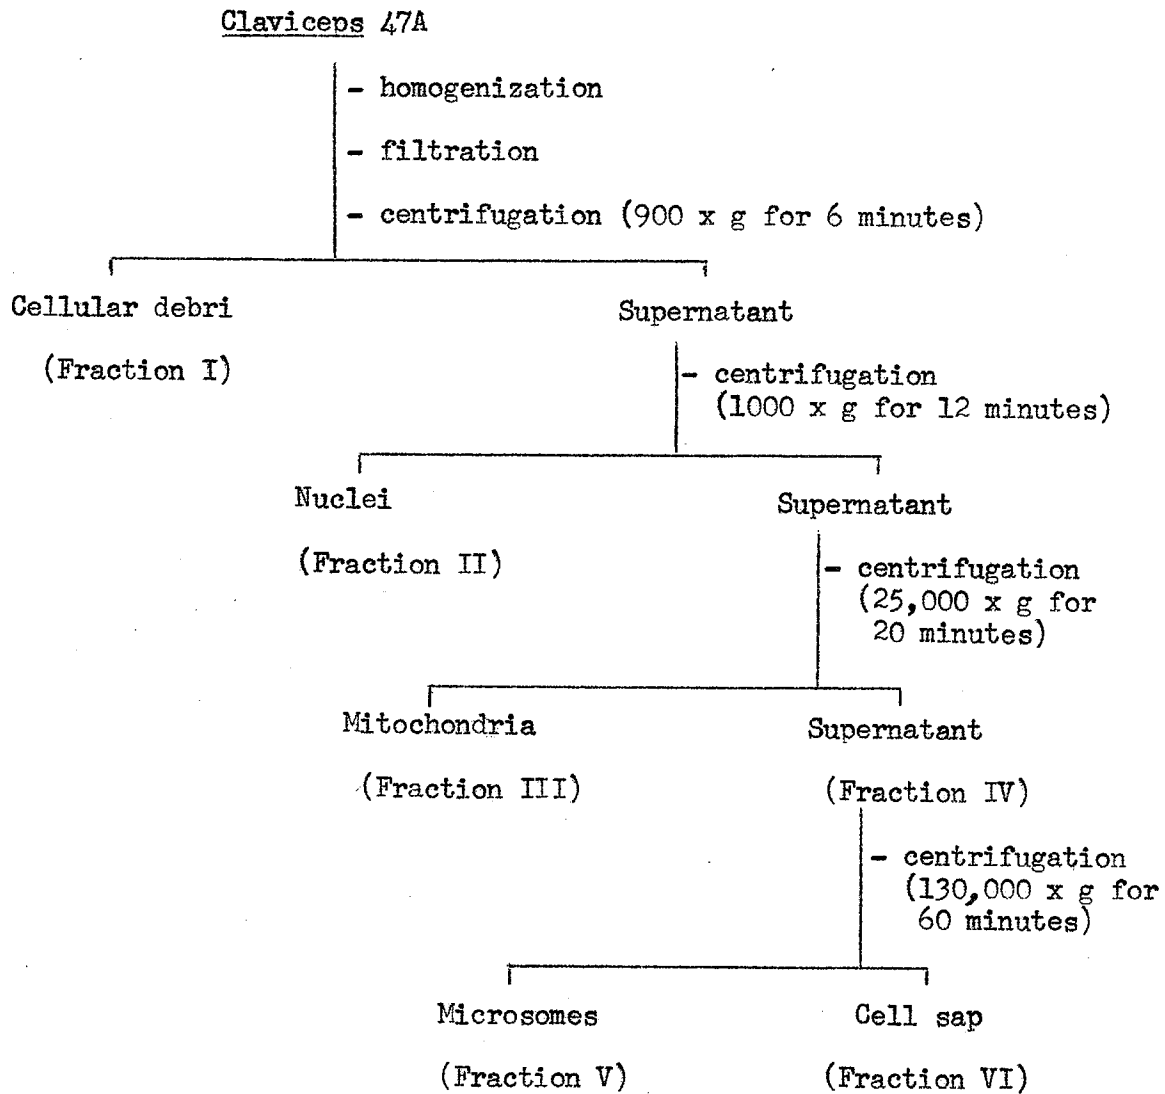 Claviceps 47A
- homogenization
- filtration
- centrifugation (900 x g for 6 minutes)
Cellular debri
(Fraction I)
Supernatant
- centrifugation
(1000 x g for 12 minutes)
Nuclei
(Fraction II)
Supernatant
- centrifugation
(25,000 x g for
20 minutes)
Mitochondria
(Fraction III)
Supernatant
(Fraction IV)
- centrifugation
(130,000 x g for
60 minutes)
Microsomes
(Fraction V)
Cell sap
(Fraction VI)